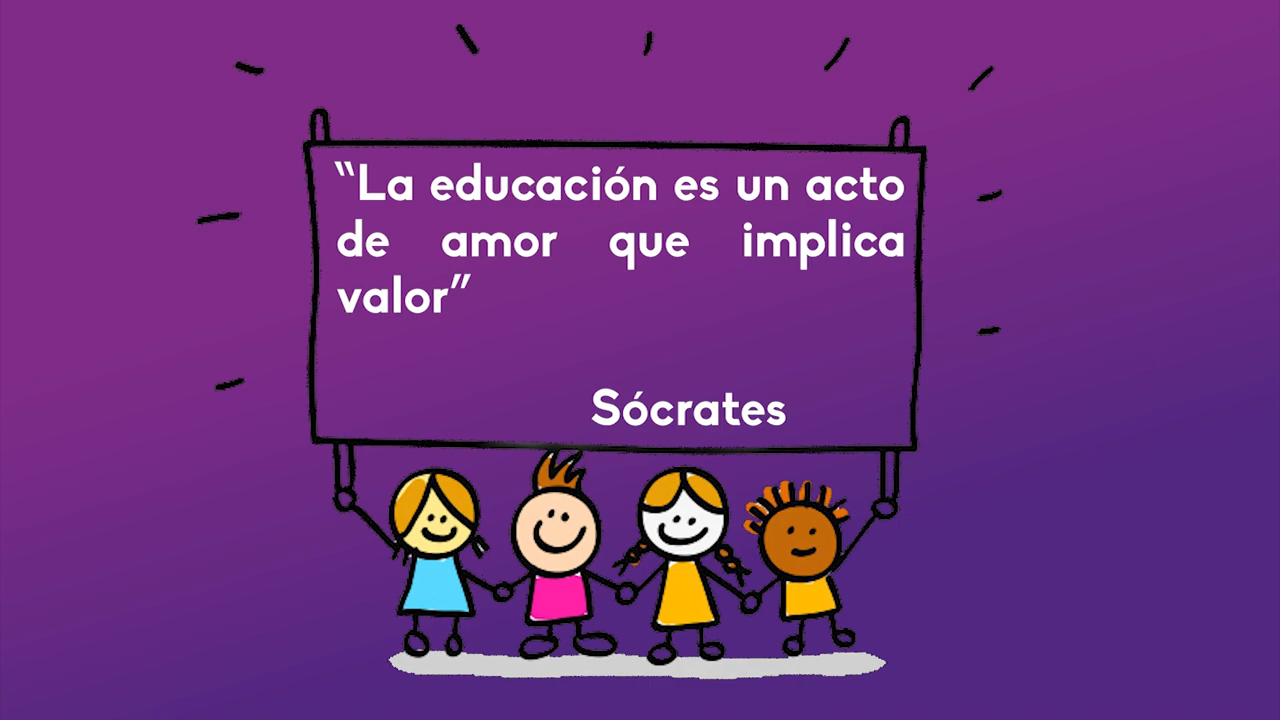 “La educación es un acto
de amor que implica
valor”
Sócrates